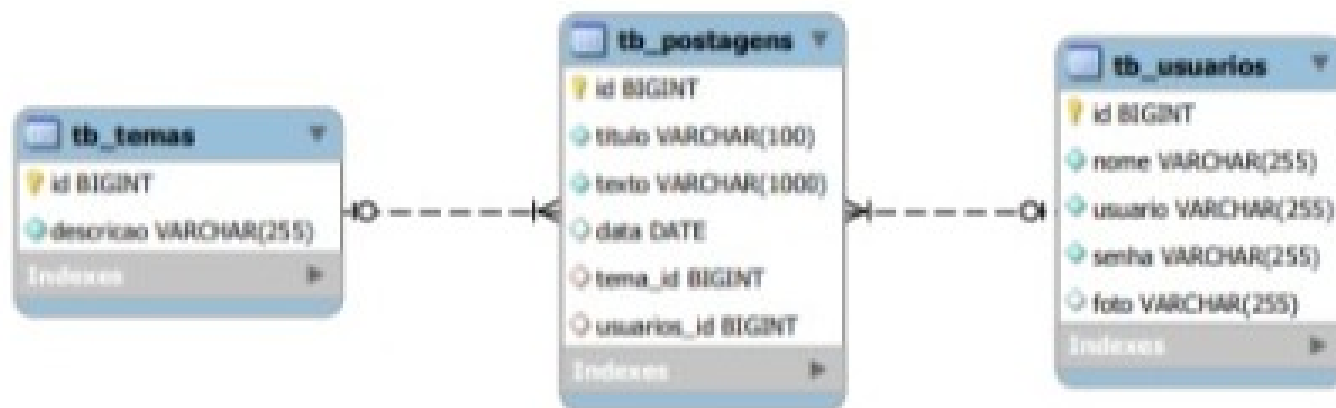 tb_temas
id BIGINT
descricao VARCHAR(255)
Indexes
tb_postagens
id BIGINT
titulo VARCHAR(100)
texto VARCHAR(1000)
data DATE
tema_id BIGINT
usuarios_id BIGINT
Indexes
tb_usuarios
id BIGINT
nome VARCHAR(255)
usuario VARCHAR(255)
senha VARCHAR(255)
foto VARCHAR(255)
Indexes